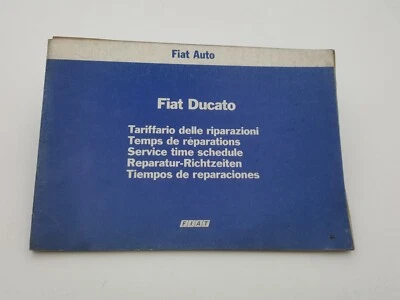 Fiat Auto
Fiat Ducato
Tariffario delle riparazioni
Temps de réparations
Service time schedule
Reparatur-Richtzeiten
Tiempos de reparaciones
FIAT